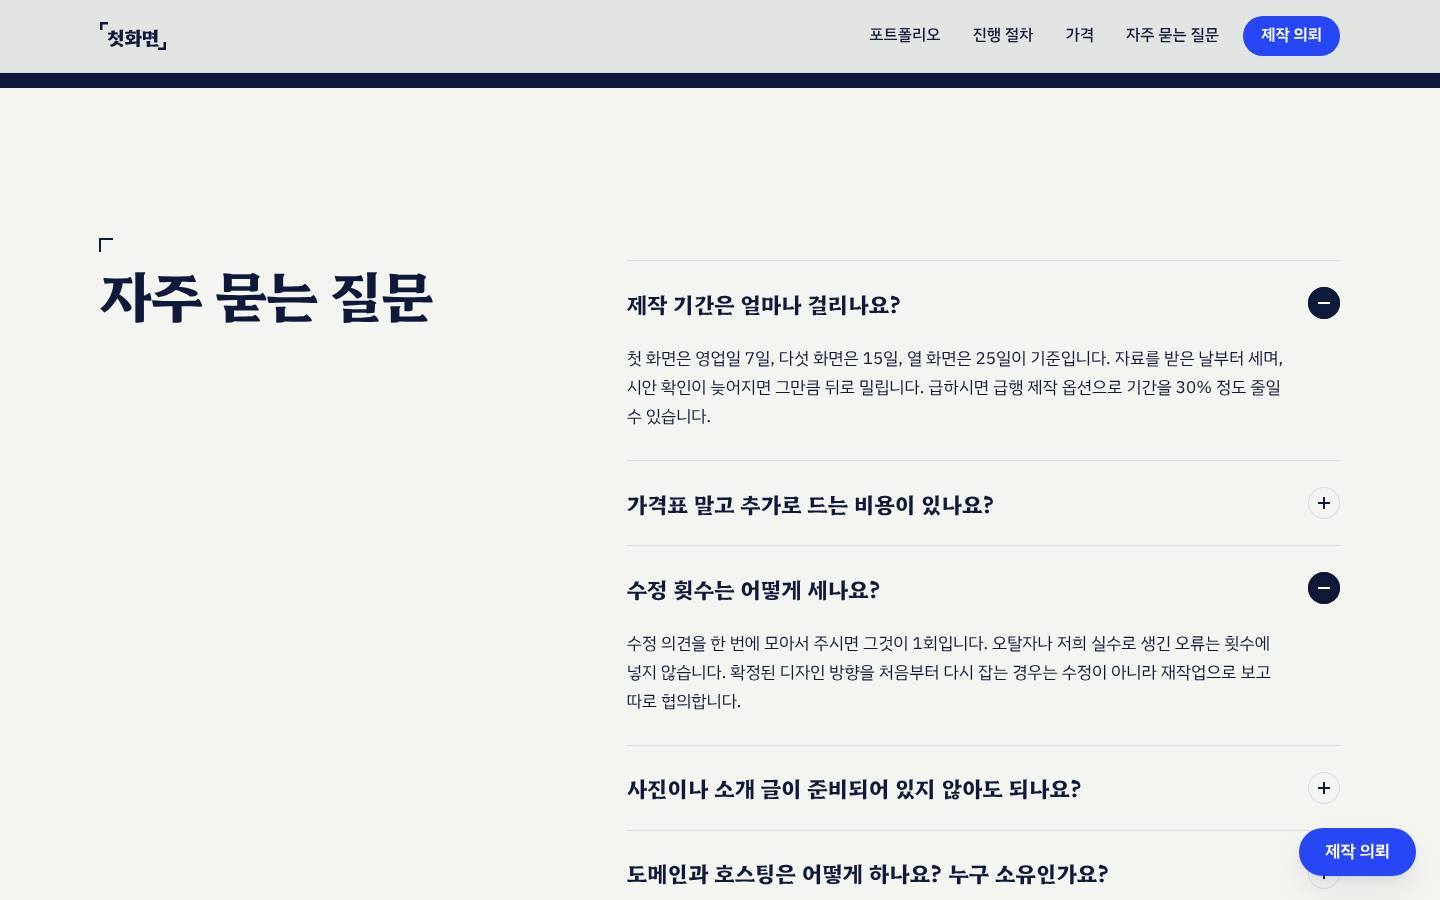 첫화면
포트폴리오
진행 절차
가격
자주 묻는 질문
제작 의뢰
자주 묻는 질문
제작 기간은 얼마나 걸리나요?
첫 화면은 영업일 7일, 다섯 화면은 15일, 열 화면은 25일이 기준입니다. 자료를 받은 날부터 세며,
시안 확인이 늦어지면 그만큼 뒤로 밀립니다. 급하시면 급행 제작 옵션으로 기간을 30% 정도 줄일
수 있습니다.
가격표 말고 추가로 드는 비용이 있나요?
수정 횟수는 어떻게 세나요?
수정 의견을 한 번에 모아서 주시면 그것이 1회입니다. 오탈자나 저희 실수로 생긴 오류는 횟수에
넣지 않습니다. 확정된 디자인 방향을 처음부터 다시 잡는 경우는 수정이 아니라 재작업으로 보고
따로 협의합니다.
사진이나 소개 글이 준비되어 있지 않아도 되나요?
제작 의뢰
도메인과 호스팅은 어떻게 하나요? 누구 소유인가요?